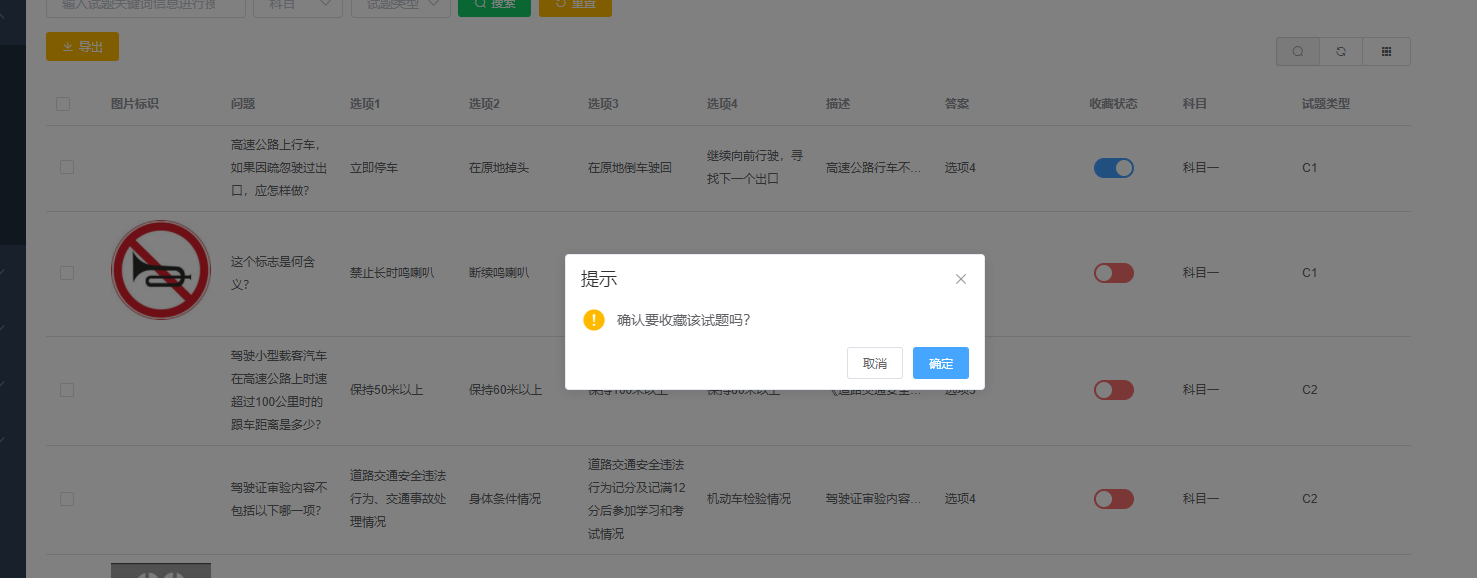 输入试题关键词信息进行搜
科目
试题类型
搜索
重置
导出
图片标识 问题 选项1 选项2 选项3 选项4 描述 答案 收藏状态 科目 试题类型
高速公路上行车，
如果因疏忽驶过出
口，应怎样做？
立即停车
在原地掉头
在原地倒车驶回
继续向前行驶，寻
找下一个出口
高速公路行车不...
选项4
科目一
C1
这个标志是何含
义？
禁止长时鸣喇叭
断续鸣喇叭
科目一
C1
提示
确认要收藏该试题吗？
取消
确定
驾驶小型载客汽车
在高速公路上时速
超过100公里时的
跟车距离是多少？
保持50米以上
保持60米以上
保持100米以上
保持80米以上
《道路交通安全...
选项3
科目一
C2
驾驶证审验内容不
包括以下哪一项？
道路交通安全违法
行为、交通事故处
理情况
身体条件情况
道路交通安全违法
行为记分及记满12
分后参加学习和考
试情况
机动车检验情况
驾驶证审验内容...
选项4
科目一
C2